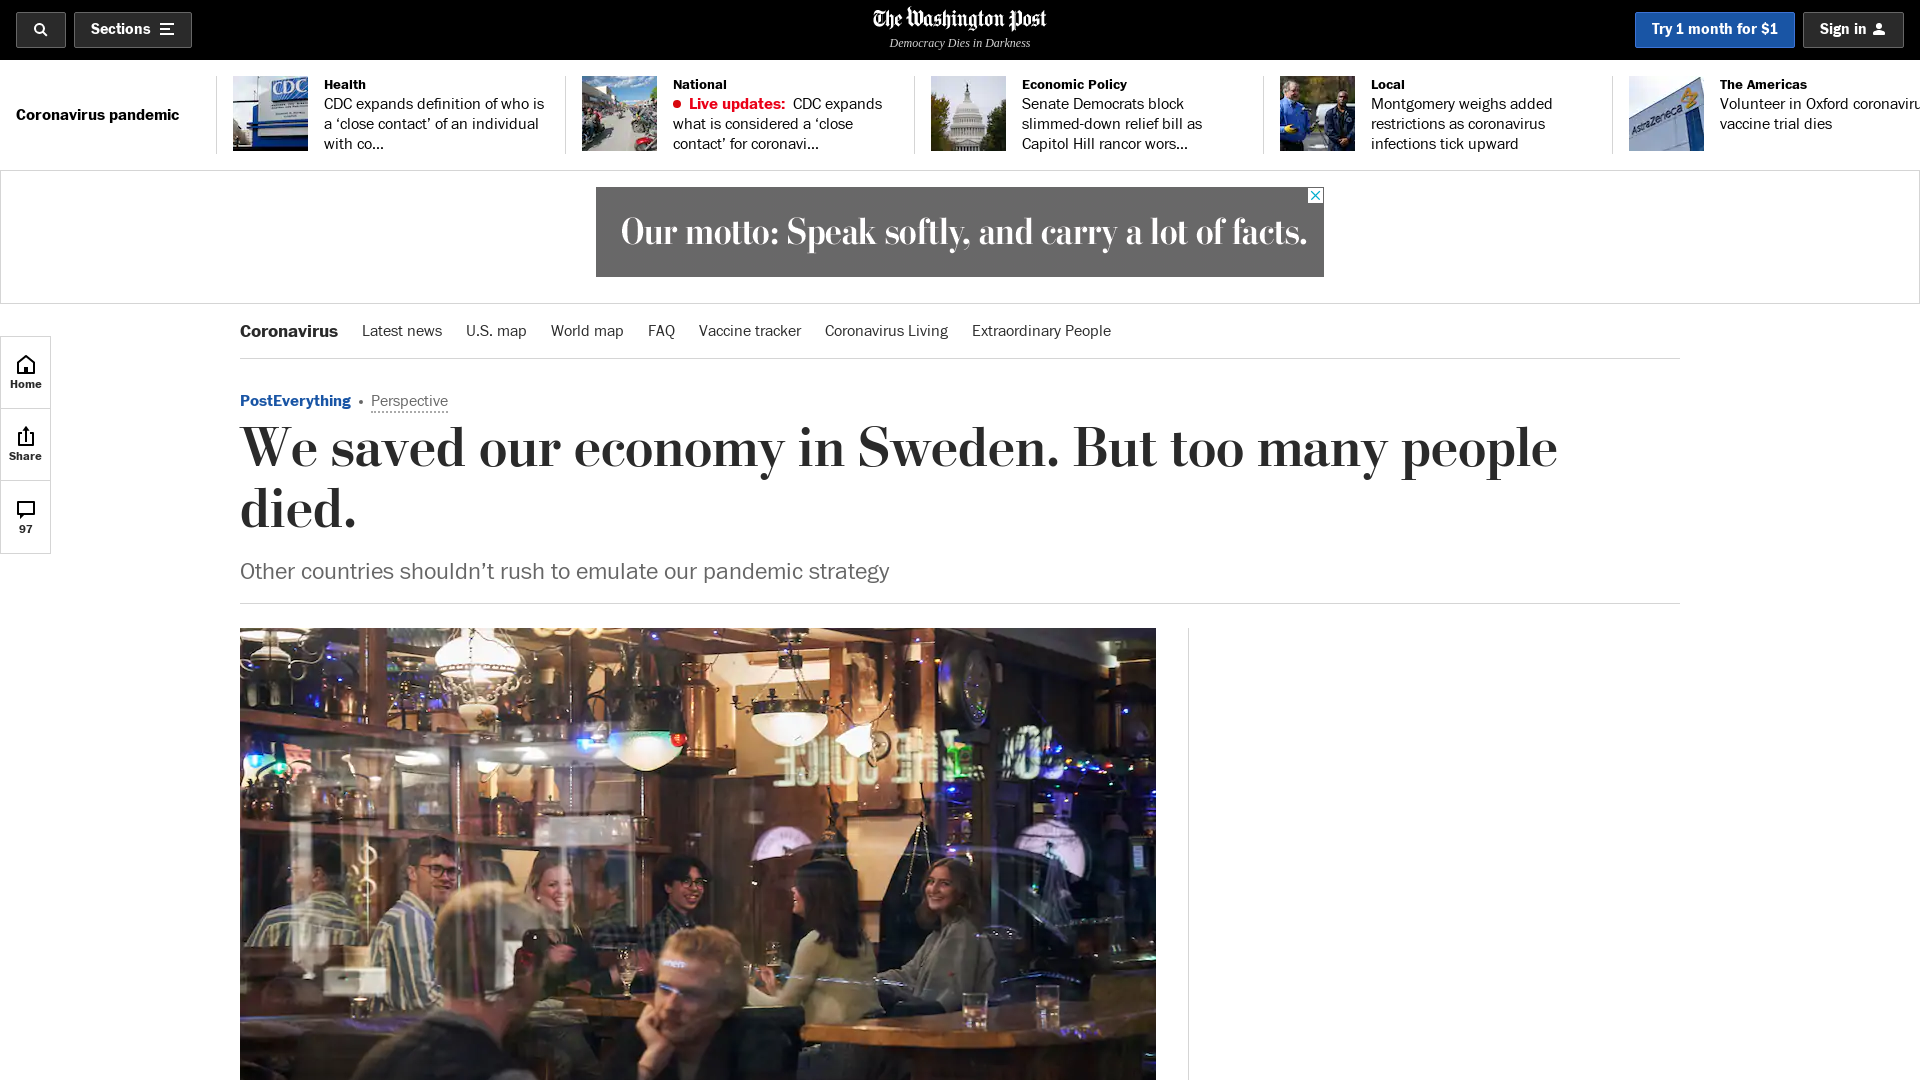 Sections
The Washington Post
Democracy Dies in Darkness
Try 1 month for $1
Sign in
Coronavirus pandemic
Health
CDC expands definition of who is
a ‘close contact’ of an individual
with co...
National
Live updates: CDC expands
what is considered a ‘close
contact’ for coronavi...
Economic Policy
Senate Democrats block
slimmed-down relief bill as
Capitol Hill rancor wors...
Local
Montgomery weighs added
restrictions as coronavirus
infections tick upward
The Americas
Volunteer in Oxford coronaviru
vaccine trial dies
CDC
AstraZeneca
Our motto: Speak softly, and carry a lot of facts.
Coronavirus
Latest news
U.S. map
World map
FAQ
Vaccine tracker
Coronavirus Living
Extraordinary People
Home
Share
97
PostEverything • Perspective
We saved our economy in Sweden. But too many people
died.
Other countries shouldn’t rush to emulate our pandemic strategy